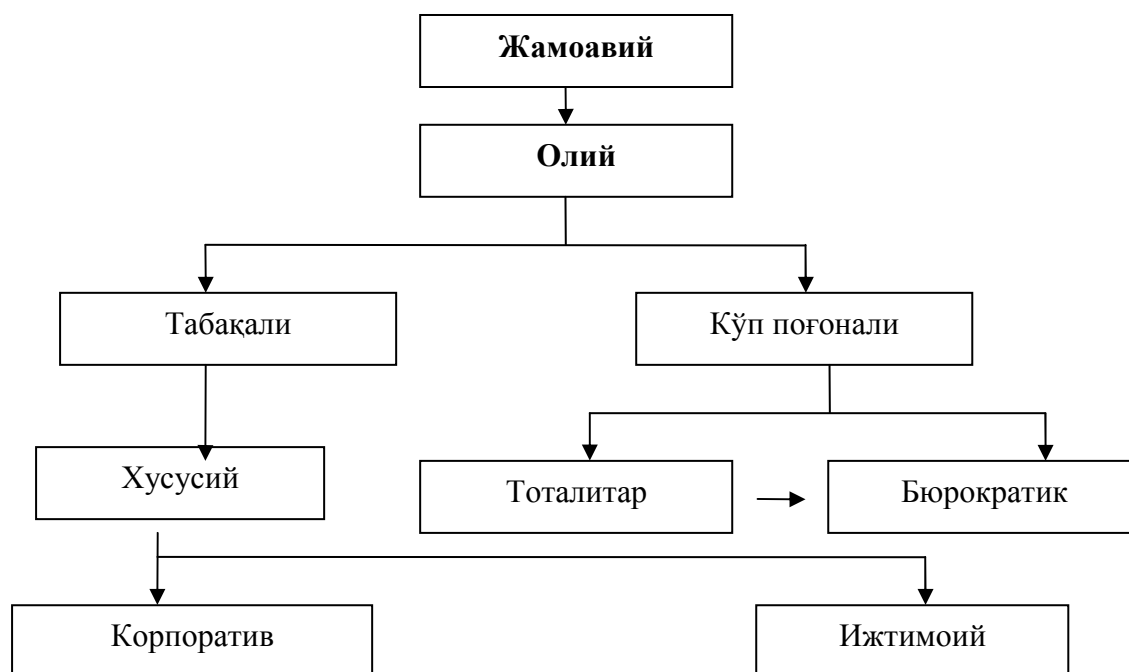 Жамоавий
Олий
Табақали
Кўп поғонали
Хусусий
Тоталитар
Бюрократик
Корпоратив
Ижтимоий